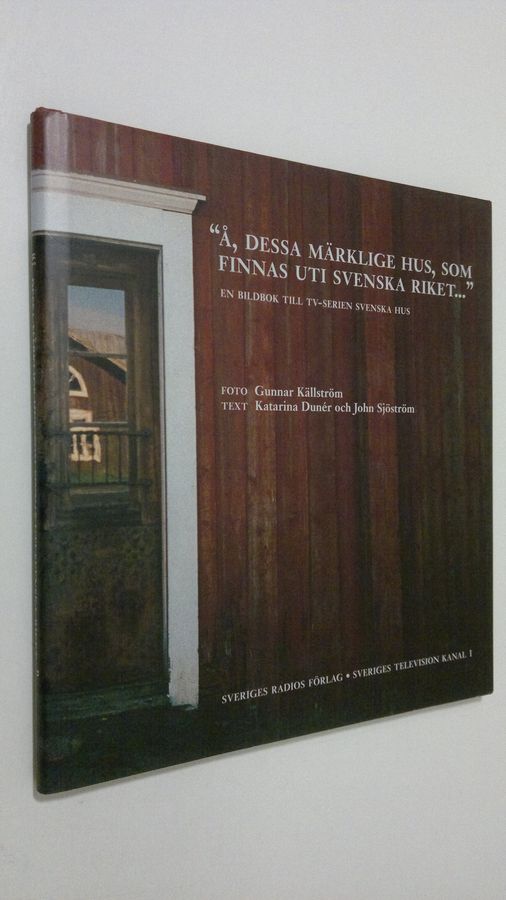 “Å, DESSA MÄRKLIGE HUS, SOM
FINNAS UTI SVENSKA RIKET...”
EN BILDBOK TILL TV-SERIEN SVENSKA HUS
FOTO Gunnar Källström
TEXT Katarina Dunér och John Sjöström
SVERIGES RADIOS FÖRLAG • SVERIGES TELEVISION KANAL 1